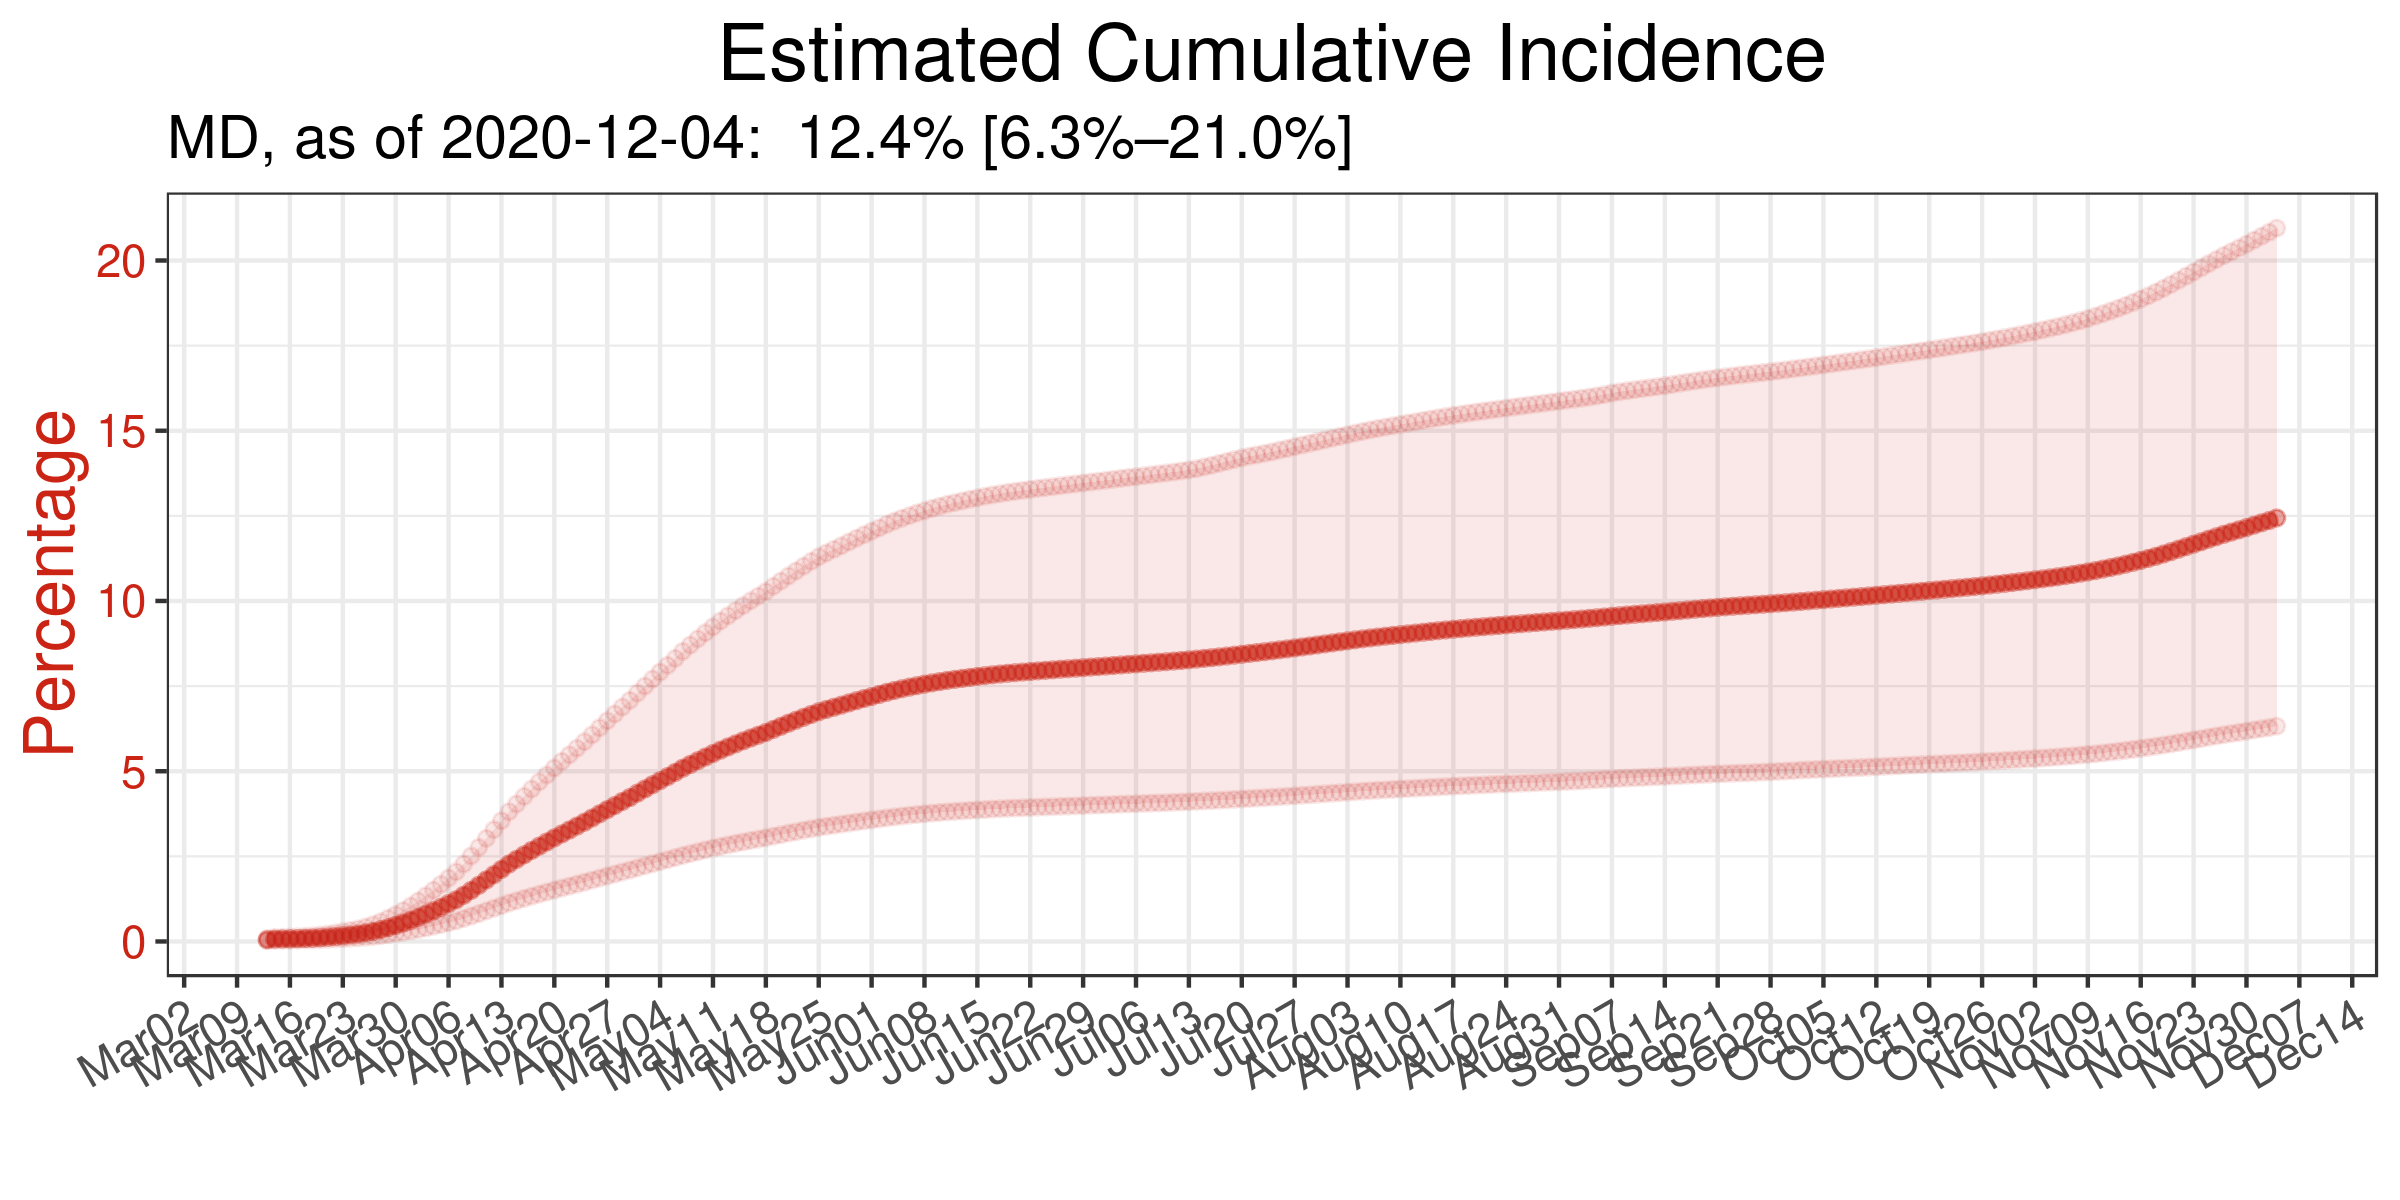 Estimated Cumulative Incidence
MD, as of 2020-12-04:  12.4% [6.3%–21.0%]
Percentage
20
15
10
5
0
Mar02
Mar09
Mar16
Mar23
Mar30
Apr06
Apr13
Apr20
Apr27
May04
May11
May18
May25
Jun01
Jun08
Jun15
Jun22
Jun29
Jul06
Jul13
Jul20
Jul27
Aug03
Aug10
Aug17
Aug24
Aug31
Sep07
Sep14
Sep21
Sep28
Oct05
Oct12
Oct19
Oct26
Nov02
Nov09
Nov16
Nov23
Nov30
Dec07
Dec14